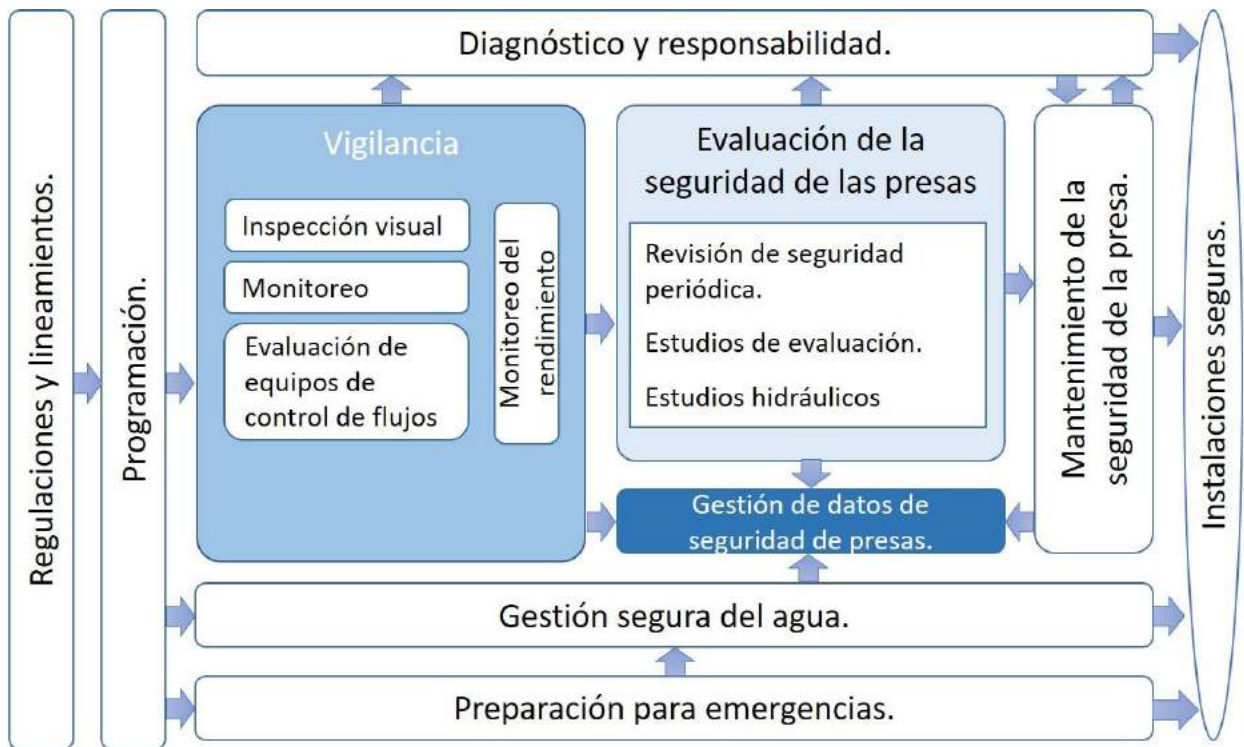 Regulaciones y lineamientos.
Programación.
Diagnóstico y responsabilidad.
Vigilancia
Inspección visual
Monitoreo
Evaluación de
equipos de
control de flujos
Monitoreo del
rendimiento
Evaluación de la
seguridad de las presas
Revisión de seguridad
periódica.
Estudios de evaluación.
Estudios hidráulicos
Gestión de datos de
seguridad de presas.
Mantenimiento de la
seguridad de la presa.
Instalaciones seguras.
Gestión segura del agua.
Preparación para emergencias.